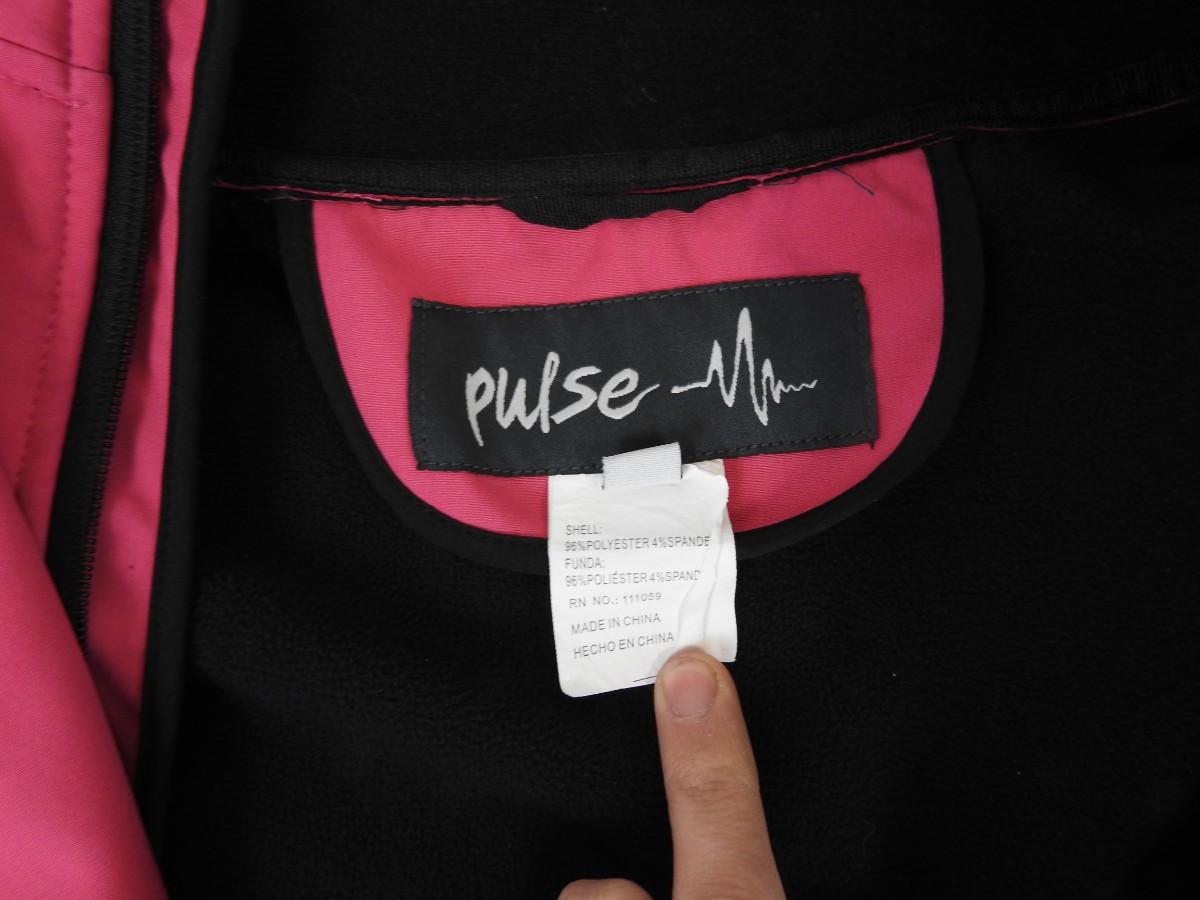 pulse
SHELL:
96%POLYESTER 4%SPANDE
FUNDA:
96%POLIÉSTER 4%SPAND
RN NO.: 111059
MADE IN CHINA
HECHO EN CHINA